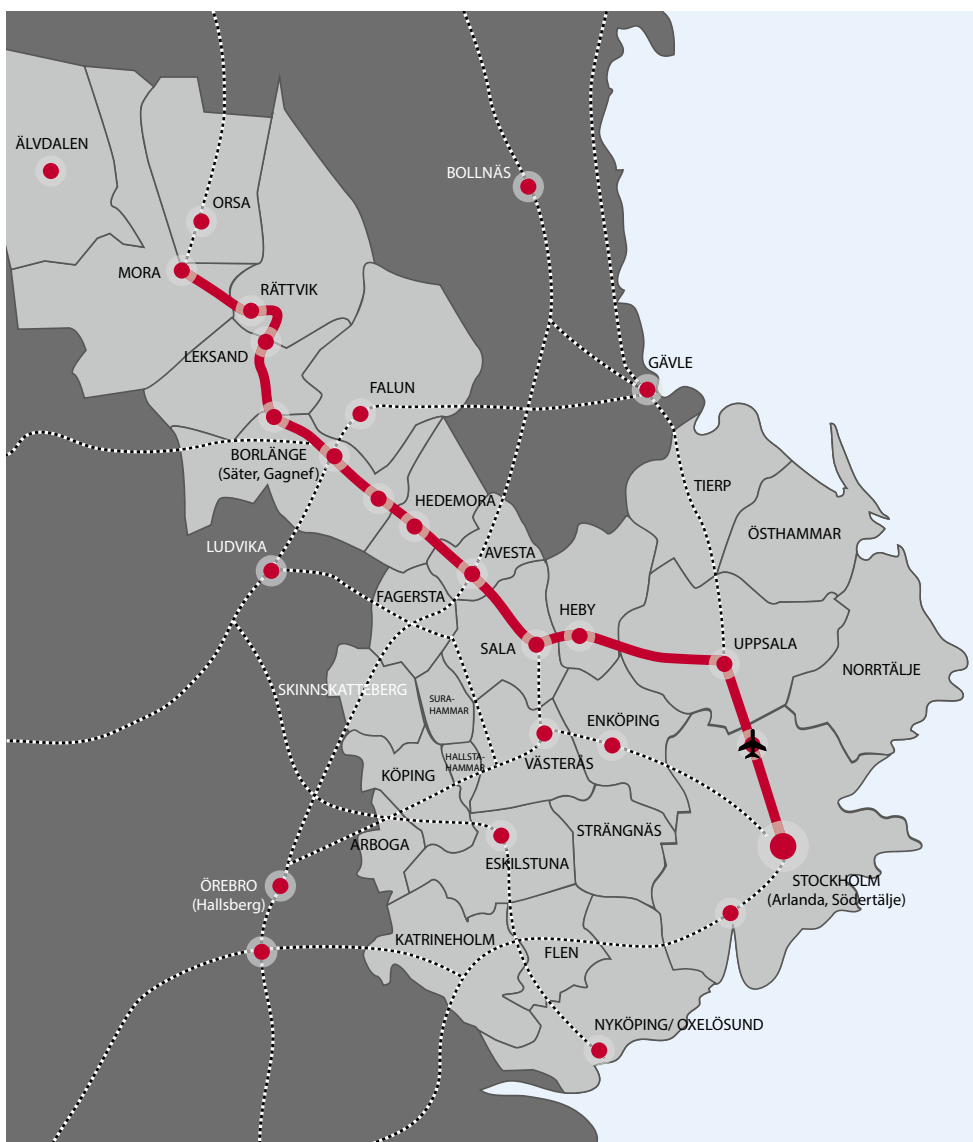 ÄLVDALEN
BOLLNÄS
ORSA
MORA
RÄTTVIK
LEKSAND
GÄVLE
FALUN
BORLÄNGE
(Säter, Gagnef)
TIERP
HEDEMORA
ÖSTHAMMAR
LUDVIKA
AVESTA
FAGERSTA
HEBY
SALA
UPPSALA
NORRTÄLJE
SKINNSKATTEBERG
SURA-
HAMMAR
ENKÖPING
HALLSTA-
HAMMAR
VÄSTERÅS
KÖPING
STRÄNGNÄS
ARBOGA
ESKILSTUNA
STOCKHOLM
(Arlanda, Södertälje)
ÖREBRO
(Hallsberg)
KATRINEHOLM
FLEN
NYKÖPING/ OXELÖSUND